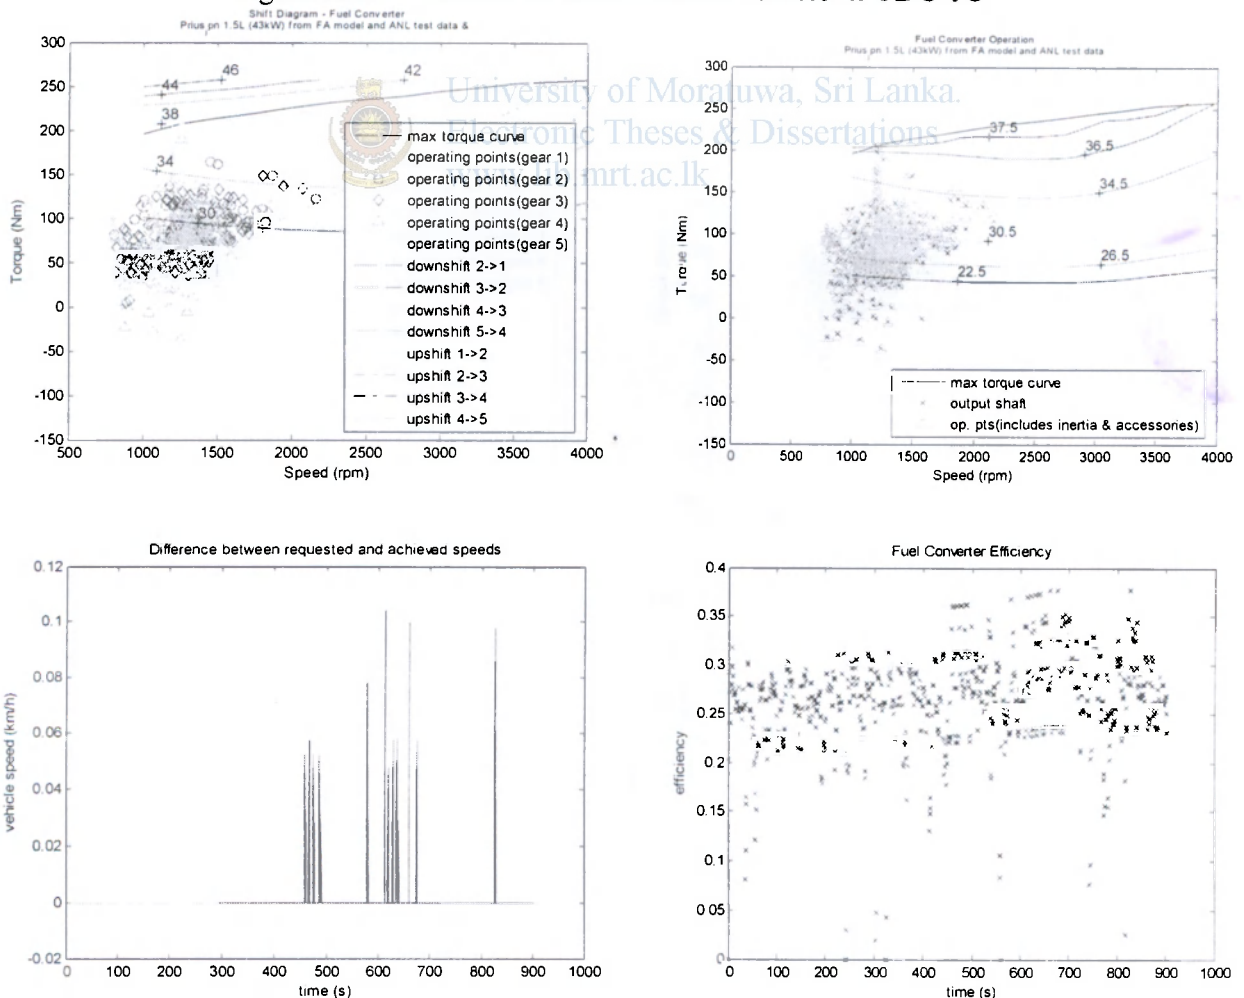 Shift Diagram - Fuel Converter
Prius pn 1.5L (43kW) from FA model and ANL test data &
300
250
200
150
100
50
0
-50
-100
-150
500
1000
1500
2000
2500
3000
3500
4000
Torque (Nm)
Speed (rpm)
46
44
42
38
34
30
max torque curve
operating points(gear 1)
operating points(gear 2)
operating points(gear 3)
operating points(gear 4)
operating points(gear 5)
downshift 2->1
downshift 3->2
downshift 4->3
downshift 5->4
upshift 1->2
upshift 2->3
upshift 3->4
upshift 4->5
University of Moratuwa, Sri Lanka.
Electronic Theses & Dissertations
www.lib.mrt.ac.lk
Fuel Converter Operation
Prius pn 1.5L (43kW) from FA model and ANL test data
300
250
200
150
100
50
0
-50
-100
-150
0
500
1000
1500
2000
2500
3000
3500
4000
Nm)
Speed (rpm)
37.5
36.5
34.5
30.5
26.5
22.5
max torque curve
output shaft
op. pts(includes inertia & accessories)
Difference between requested and achieved speeds
0.12
0.1
0.08
0.06
0.04
0.02
0
-0.02
0
100
200
300
400
500
600
700
800
900
1000
vehicle speed (km/h)
time (s)
Fuel Converter Efficiency
0.4
0.35
0.3
0.25
0.2
0.15
0.1
0 05
0
0
100
200
300
400
500
600
700
800
900
1000
efficiency
time (s)